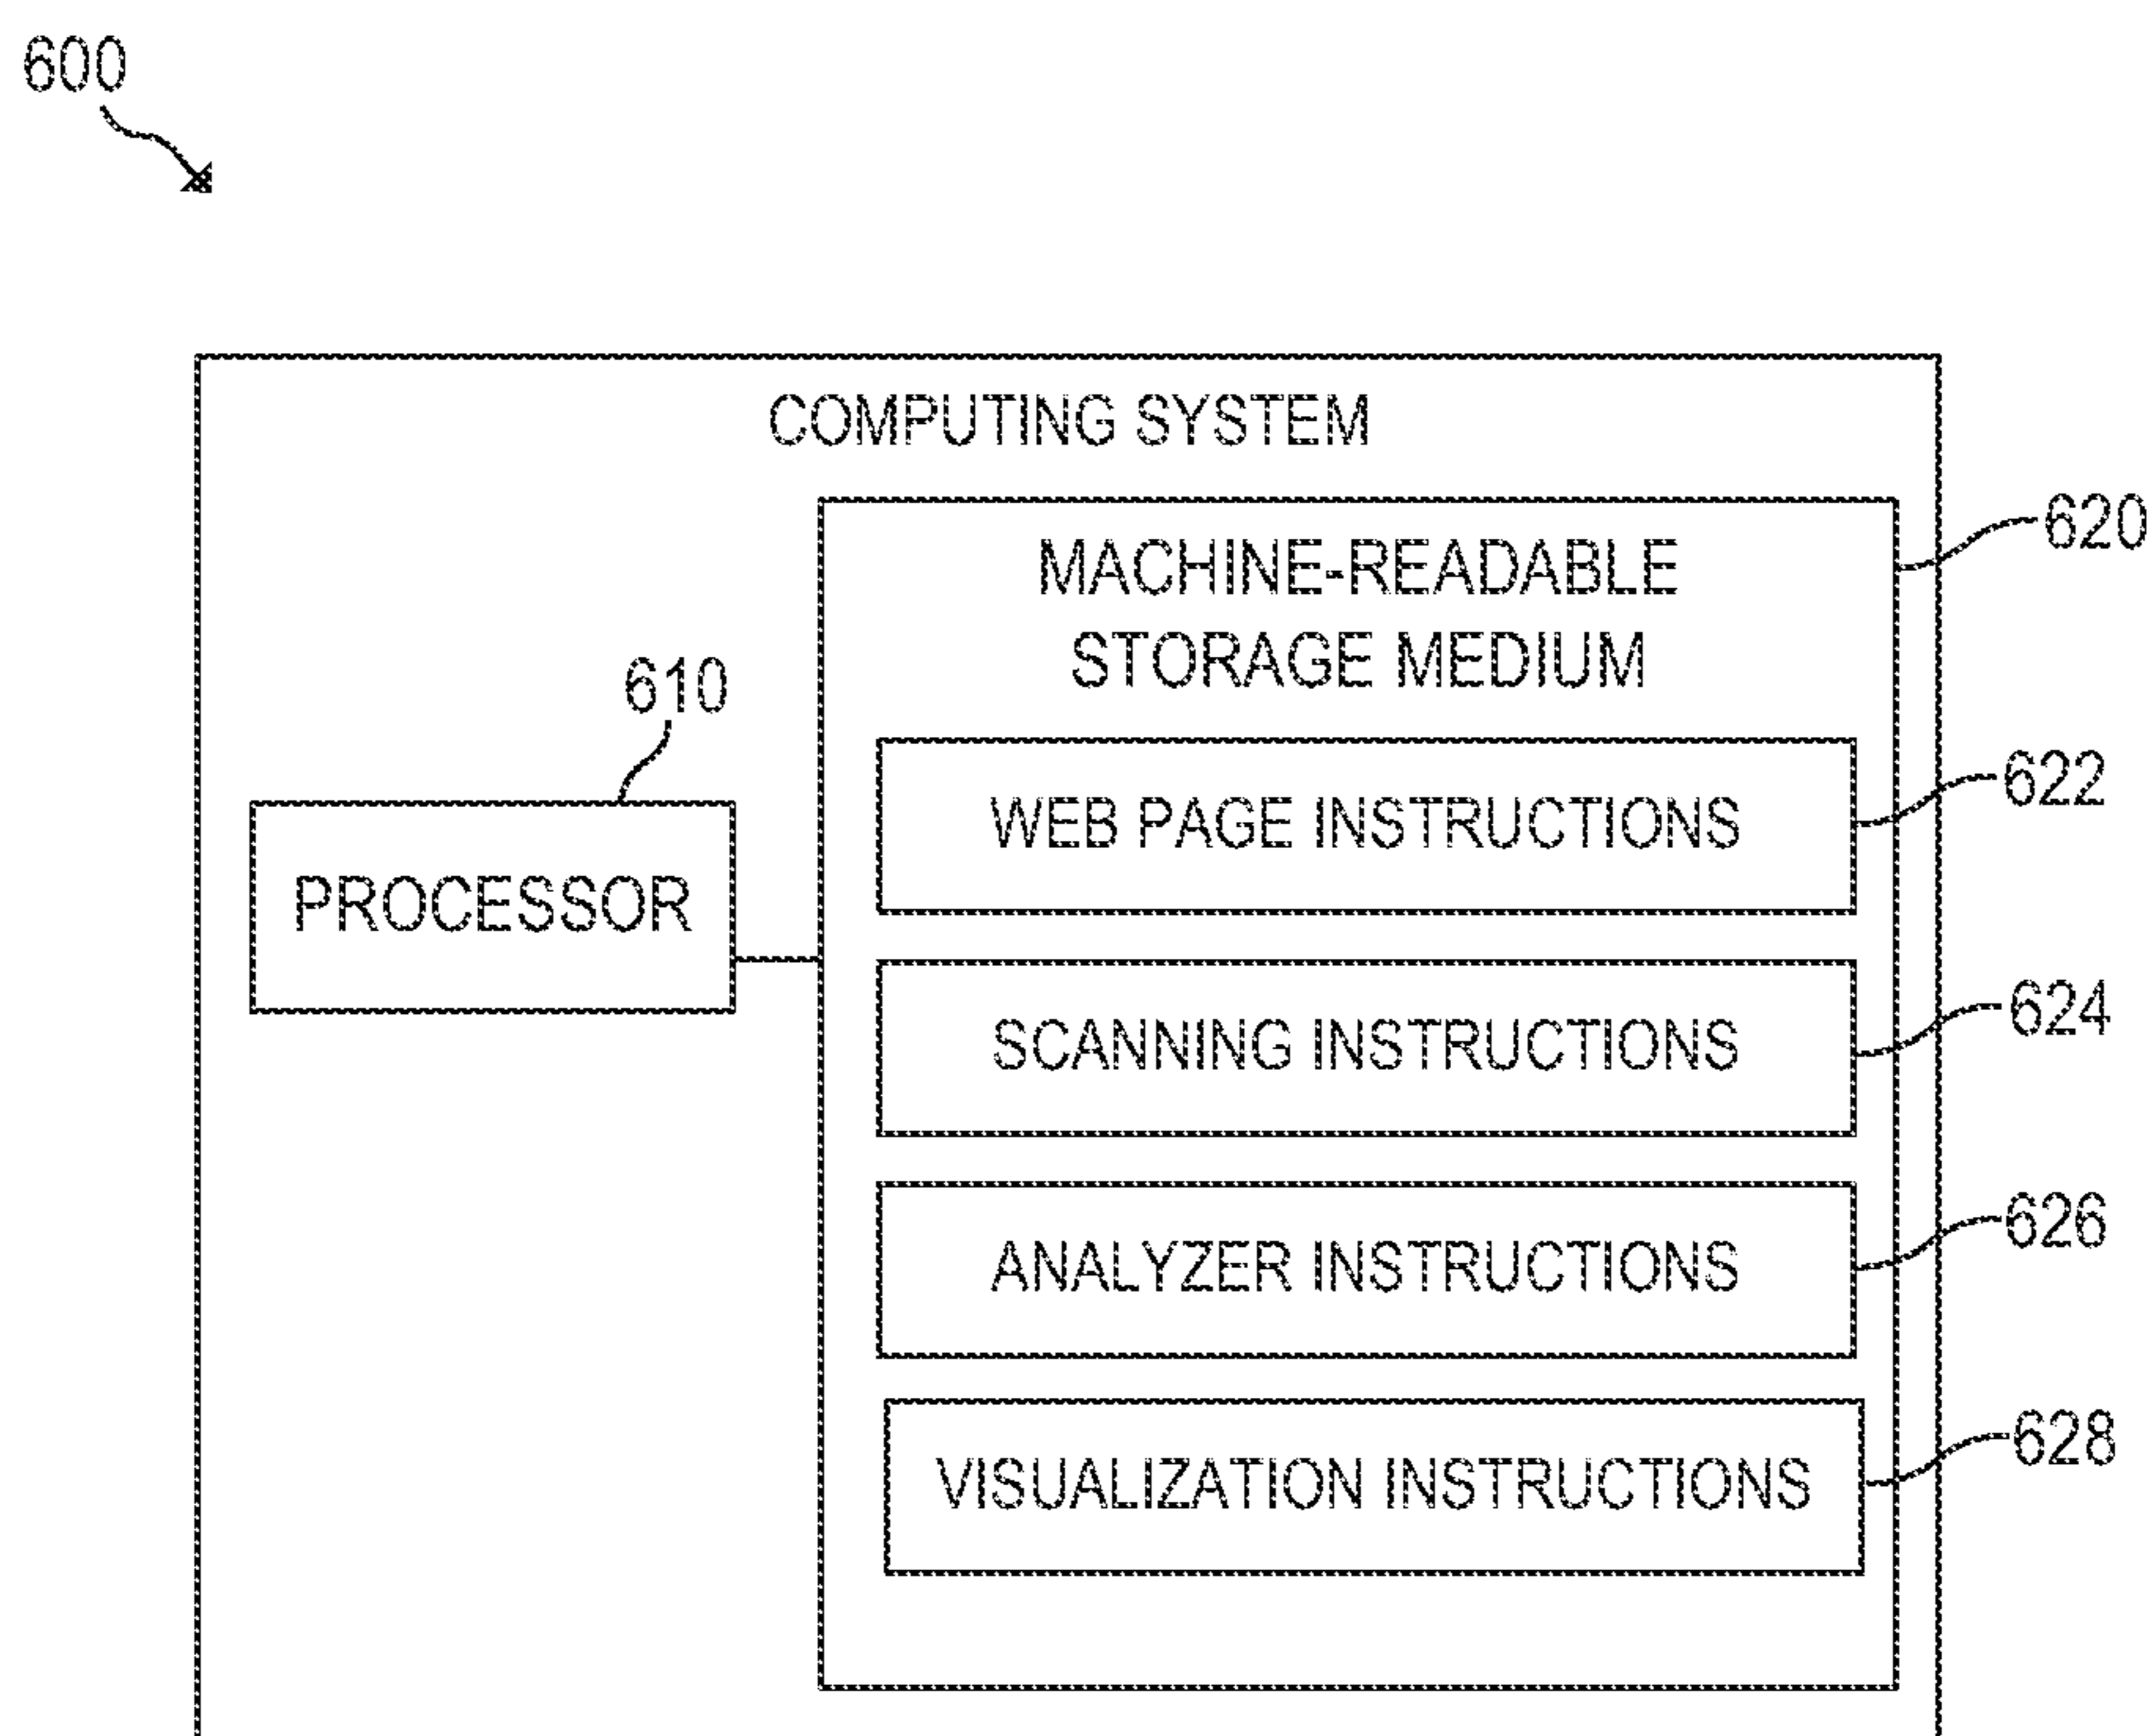 600
COMPUTING SYSTEM
620
MACHINE-READABLE
STORAGE MEDIUM
610
622
WEB PAGE INSTRUCTIONS
PROCESSOR
624
SCANNING INSTRUCTIONS
626
ANALYZER INSTRUCTIONS
628
VISUALIZATION INSTRUCTIONS